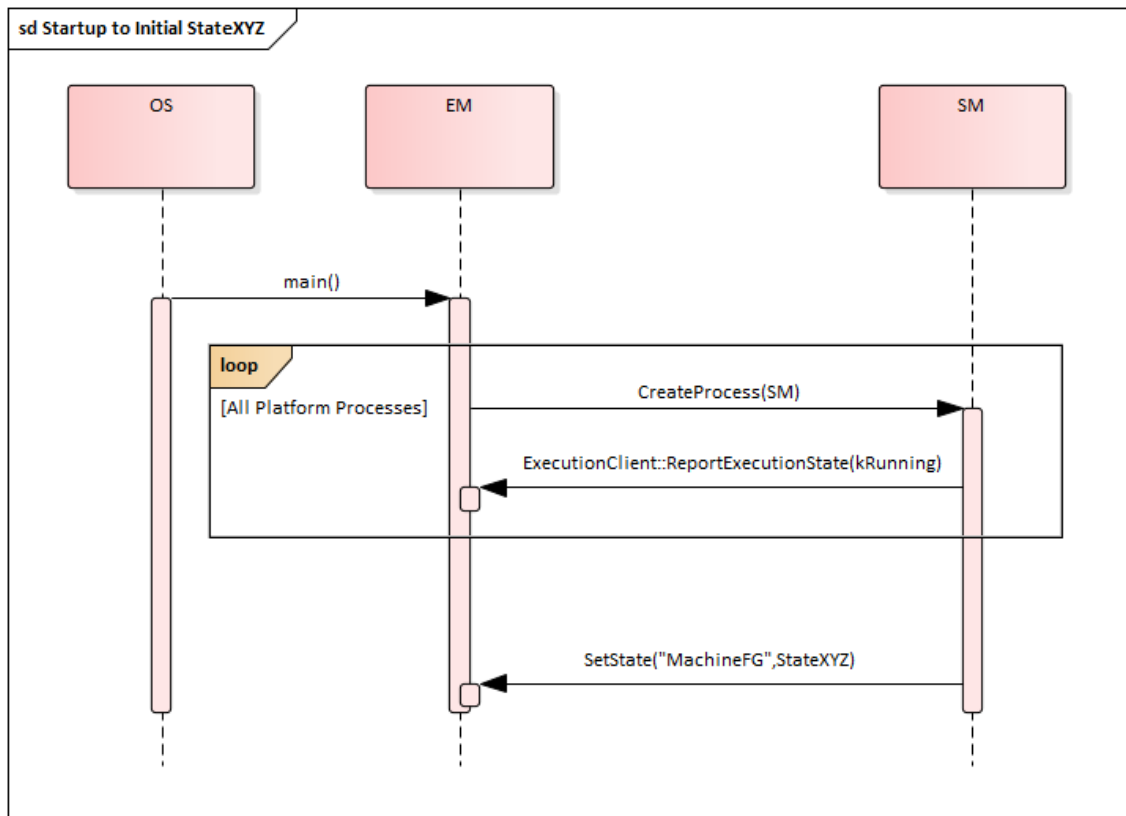 sd Startup to Initial StateXYZ
OS
EM
SM
main()
loop
[All Platform Processes]
CreateProcess(SM)
ExecutionClient::ReportExecutionState(kRunning)
SetState("MachineFG",StateXYZ)